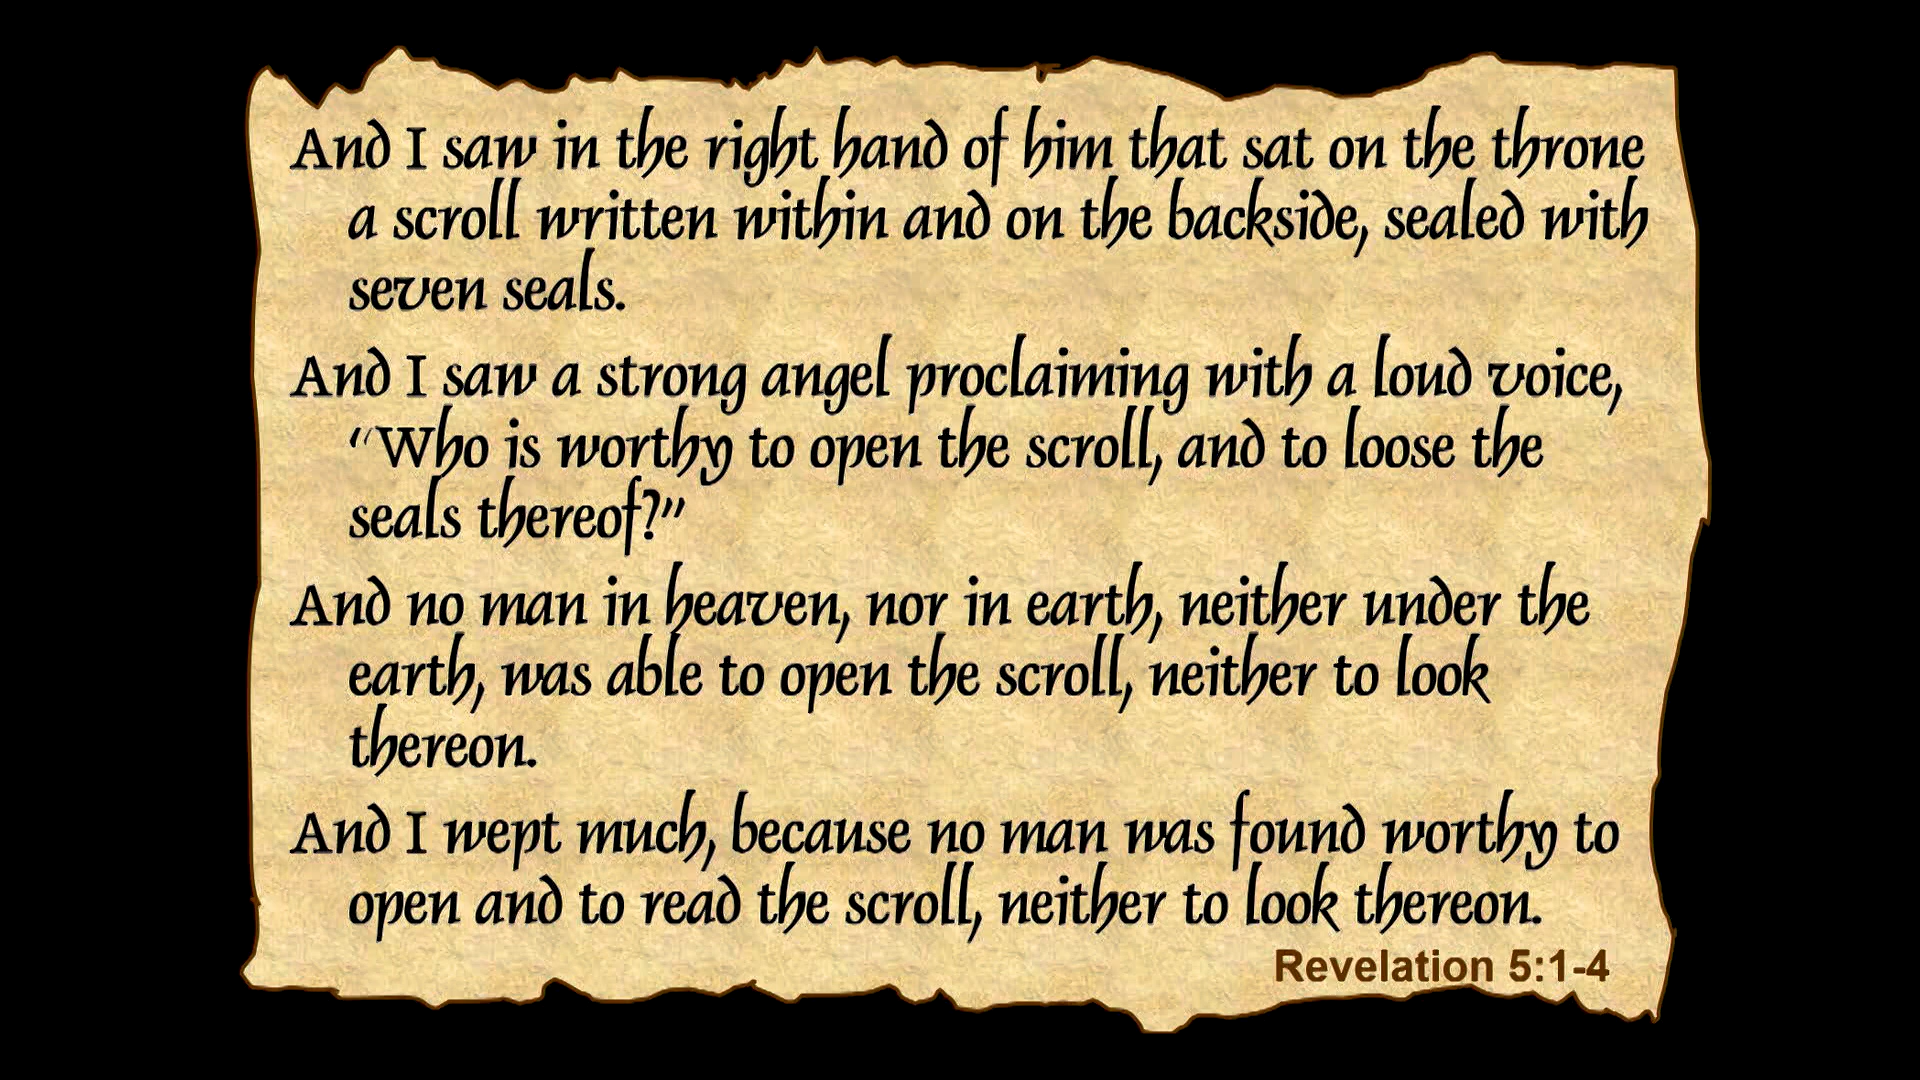 And I saw in the right hand of him that sat on the throne
a scroll written within and on the backside, sealed with
seven seals.
And I saw a strong angel proclaiming with a loud voice,
“Who is worthy to open the scroll, and to loose the
seals thereof?”
And no man in heaven, nor in earth, neither under the
earth, was able to open the scroll, neither to look
thereon.
And I wept much, because no man was found worthy to
open and to read the scroll, neither to look thereon.
Revelation 5:1-4